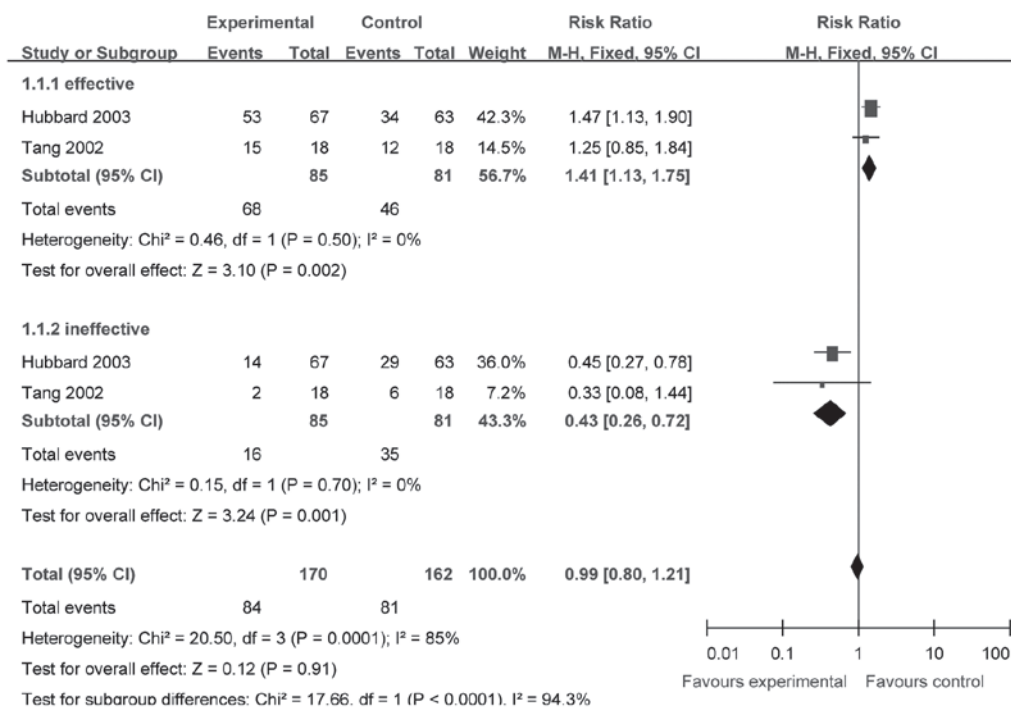 Experimental Control Risk Ratio Risk Ratio
Study or Subgroup Events Total Events Total Weight M-H, Fixed, 95% CI M-H, Fixed, 95% CI
1.1.1 effective
Hubbard 2003 53 67 34 63 42.3% 1.47 [1.13, 1.90]
Tang 2002 15 18 12 18 14.5% 1.25 [0.85, 1.84]
Subtotal (95% CI) 85 81 56.7% 1.41 [1.13, 1.75]
Total events 68 46
Heterogeneity: Chi² = 0.46, df = 1 (P = 0.50); I² = 0%
Test for overall effect: Z = 3.10 (P = 0.002)
1.1.2 ineffective
Hubbard 2003 14 67 29 63 36.0% 0.45 [0.27, 0.78]
Tang 2002 2 18 6 18 7.2% 0.33 [0.08, 1.44]
Subtotal (95% CI) 85 81 43.3% 0.43 [0.26, 0.72]
Total events 16 35
Heterogeneity: Chi² = 0.15, df = 1 (P = 0.70); I² = 0%
Test for overall effect: Z = 3.24 (P = 0.001)
Total (95% CI) 170 162 100.0% 0.99 [0.80, 1.21]
Total events 84 81
Heterogeneity: Chi² = 20.50, df = 3 (P = 0.0001); I² = 85%
Test for overall effect: Z = 0.12 (P = 0.91)
Test for subgroup differences: Chi² = 17.66, df = 1 (P < 0.0001), I² = 94.3%
0.01 0.1 1 10 100
Favours experimental Favours control